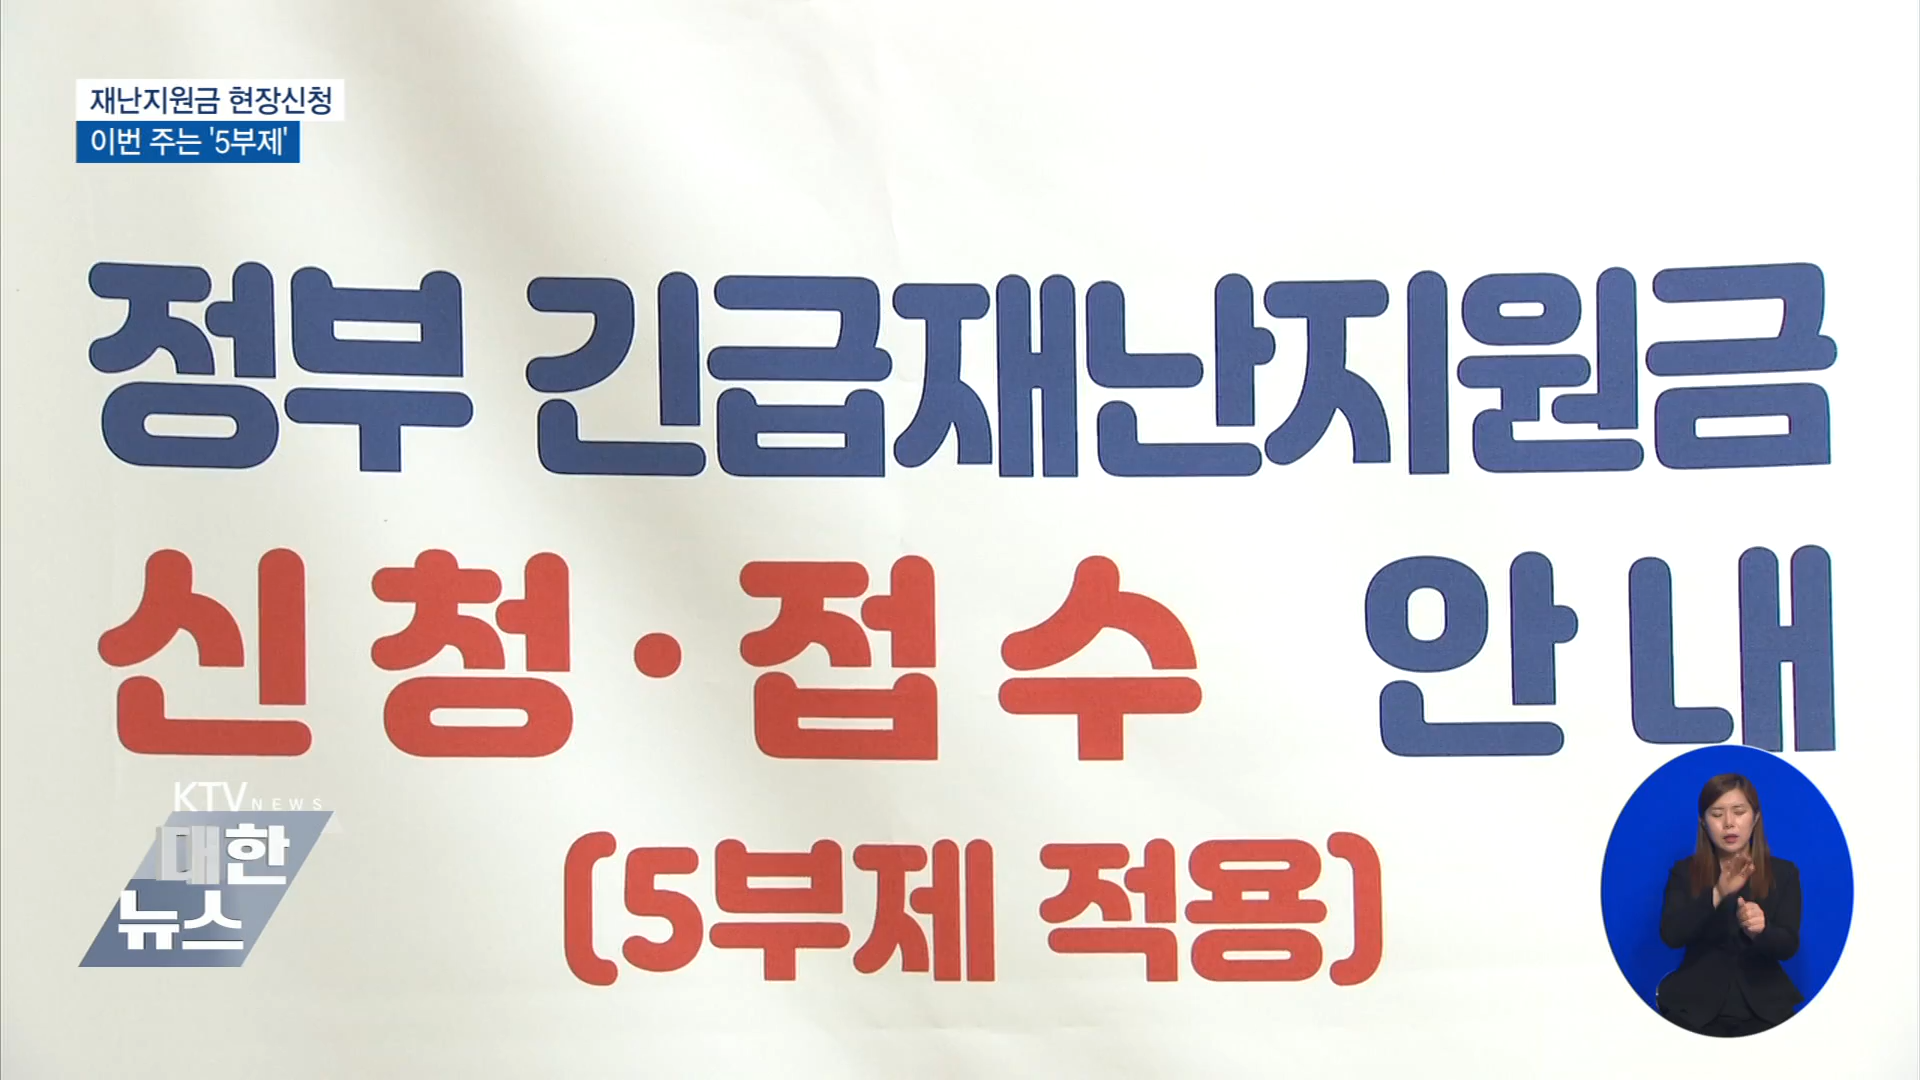 재난지원금 현장신청
이번 주는 '5부제'
정부 긴급재난지원금
신청·접수 안내
(5부제 적용)
KTV NEWS
대한
뉴스